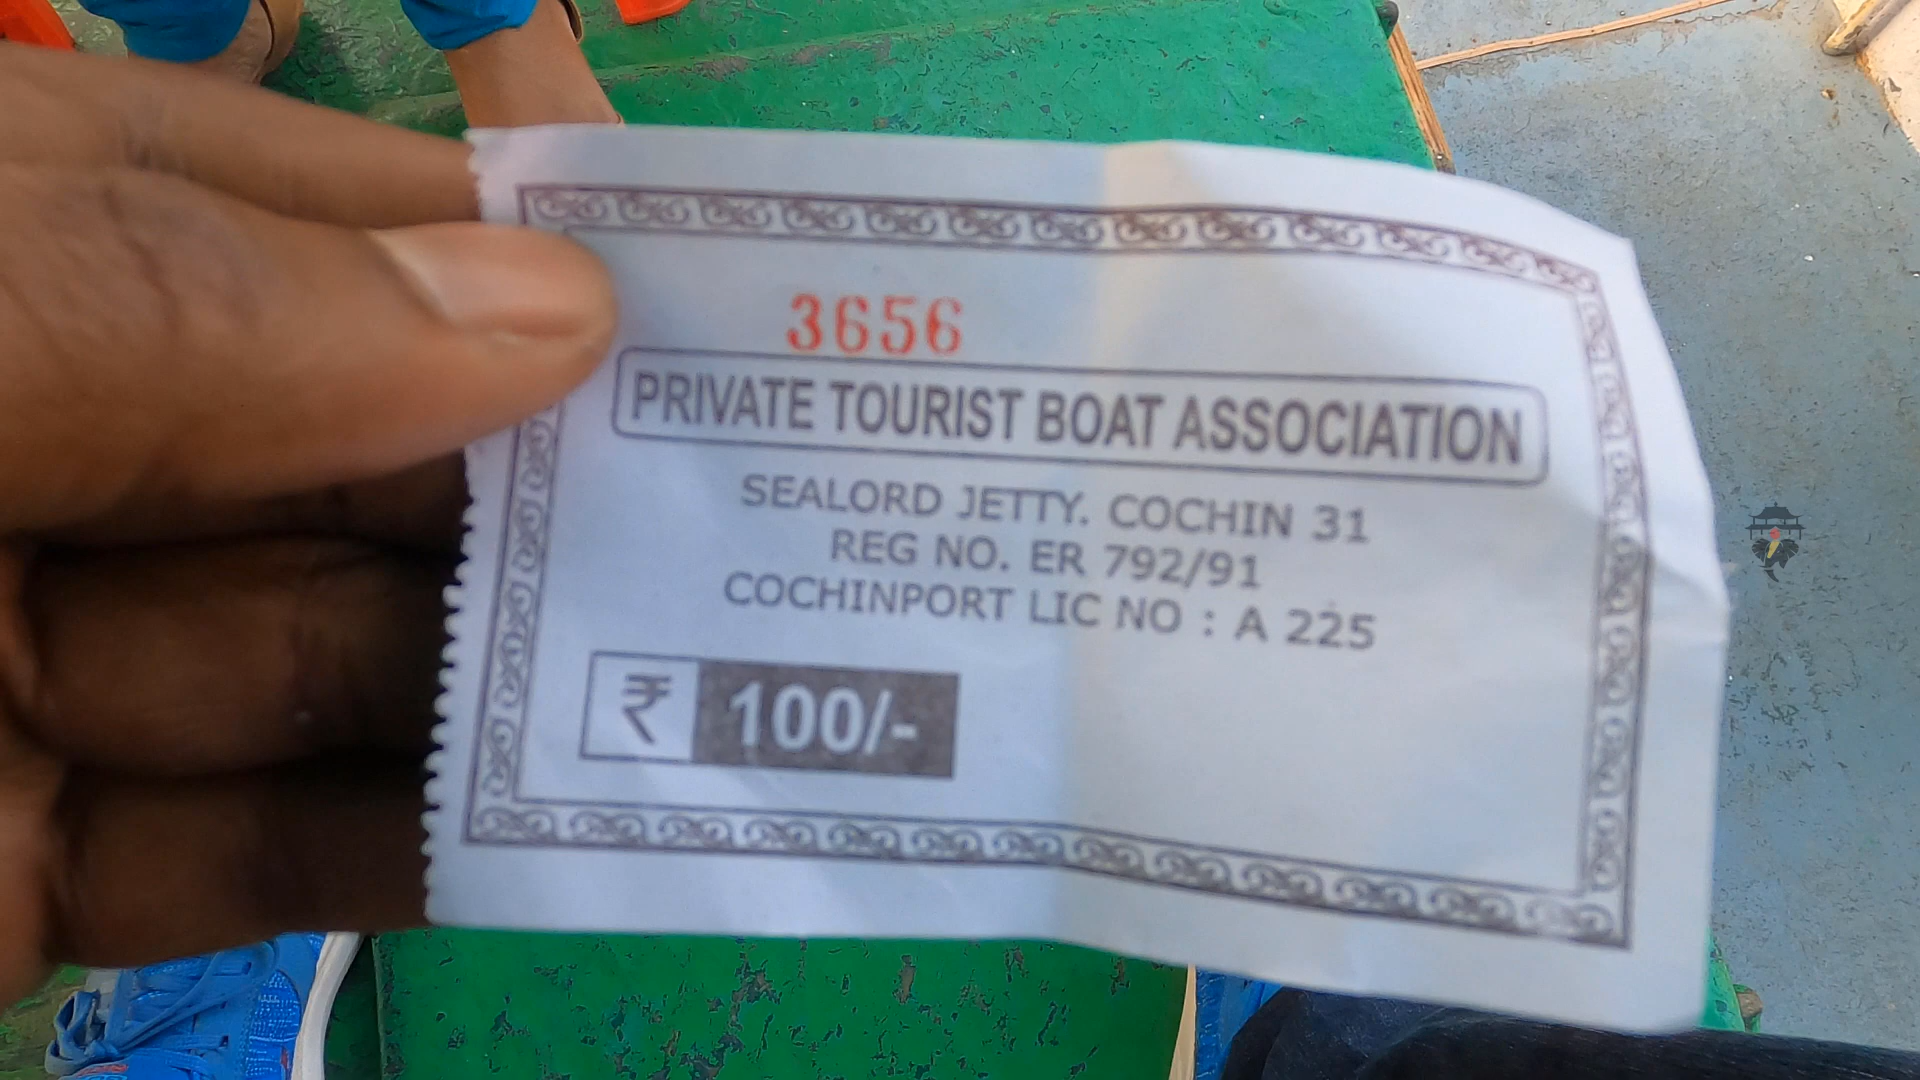 3656
PRIVATE TOURIST BOAT ASSOCIATION
SEALORD JETTY. COCHIN 31
REG NO. ER 792/91
COCHINPORT LIC NO : A 225
₹ 100/-